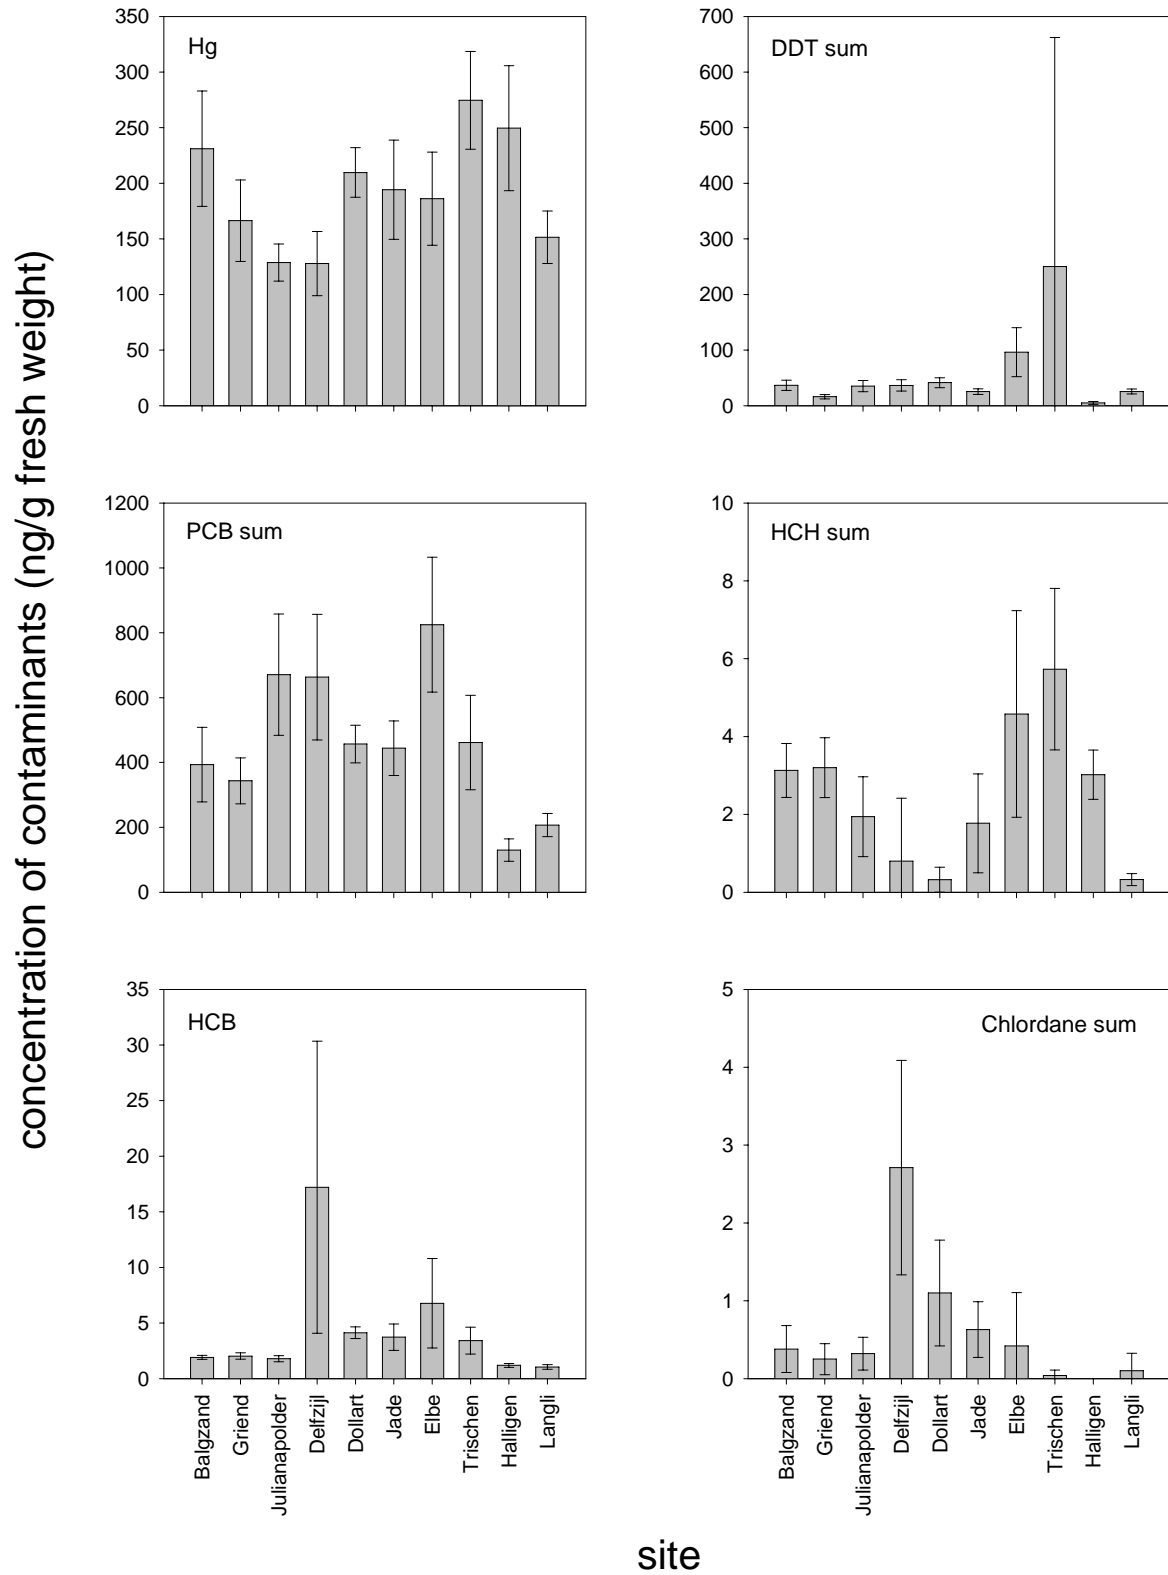 concentration of contaminants (ng/g fresh weight)
Hg
350
300
250
200
150
100
50
0
DDT sum
700
600
500
400
300
200
100
0
PCB sum
1200
1000
800
600
400
200
0
HCH sum
10
8
6
4
2
0
HCB
35
30
25
20
15
10
5
0
Balgzand
Griend
Julianapolder
Delfzijl
Dollart
Jade
Elbe
Trischen
Halligen
Langli
Chlordane sum
5
4
3
2
1
0
Balgzand
Griend
Julianapolder
Delfzijl
Dollart
Jade
Elbe
Trischen
Halligen
Langli
site